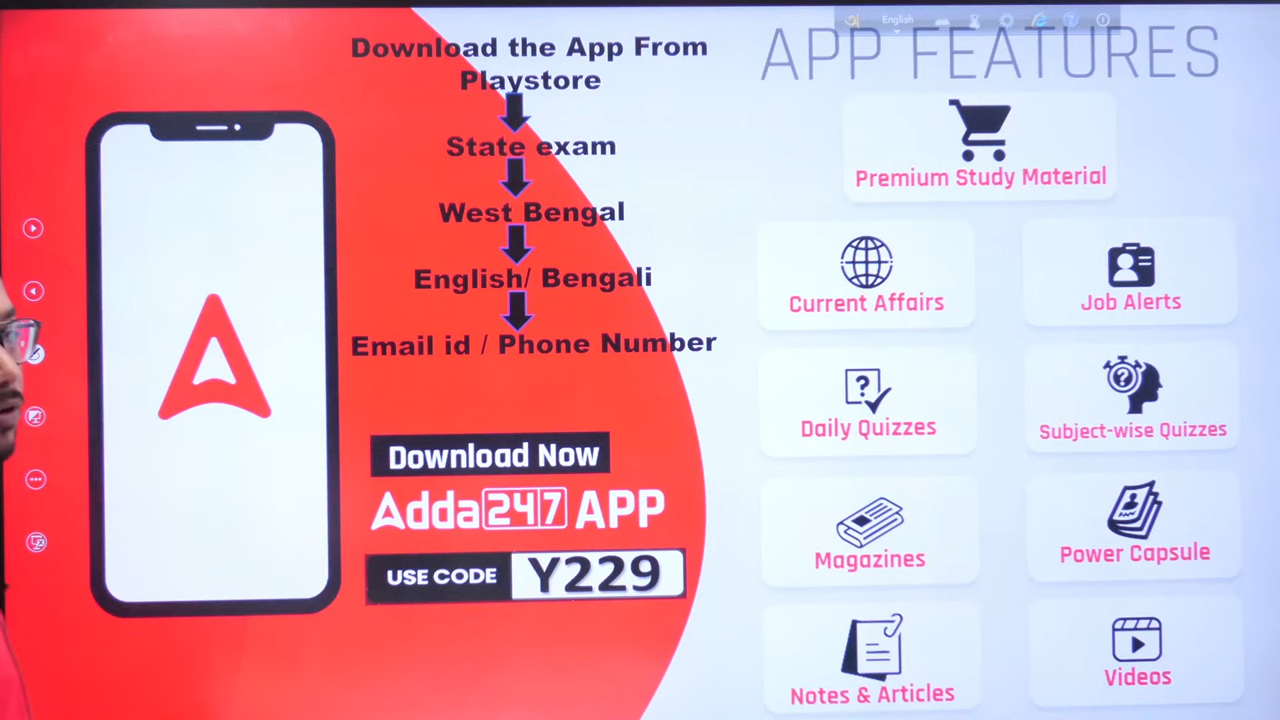 Download the App From
Playstore
State exam
West Bengal
English/ Bengali
Email id / Phone Number
Download Now
Adda247 APP
USE CODE Y229
English
APP FEATURES
Premium Study Material
Current Affairs
Job Alerts
Daily Quizzes
Subject-wise Quizzes
Magazines
Power Capsule
Notes & Articles
Videos